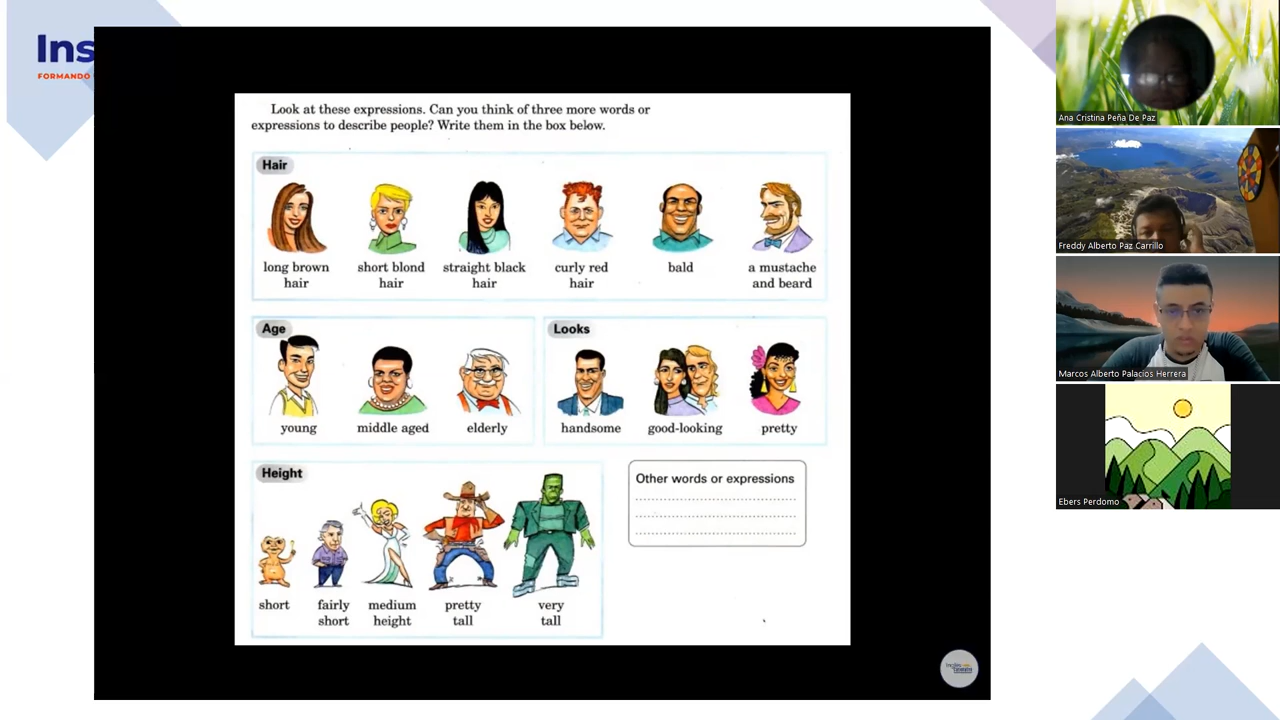 Ins
FORMANDO
Look at these expressions. Can you think of three more words or
expressions to describe people? Write them in the box below.
Hair
long brown
hair
short blond
hair
straight black
hair
curly red
hair
bald
a mustache
and beard
Age
young
middle aged
elderly
Looks
handsome
good-looking
pretty
Height
short
fairly
short
medium
height
pretty
tall
very
tall
Other words or expressions
Ana Cristina Peña De Paz
Freddy Alberto Paz Carrillo
Marcos Alberto Palacios Herrera
Ebers Perdomo